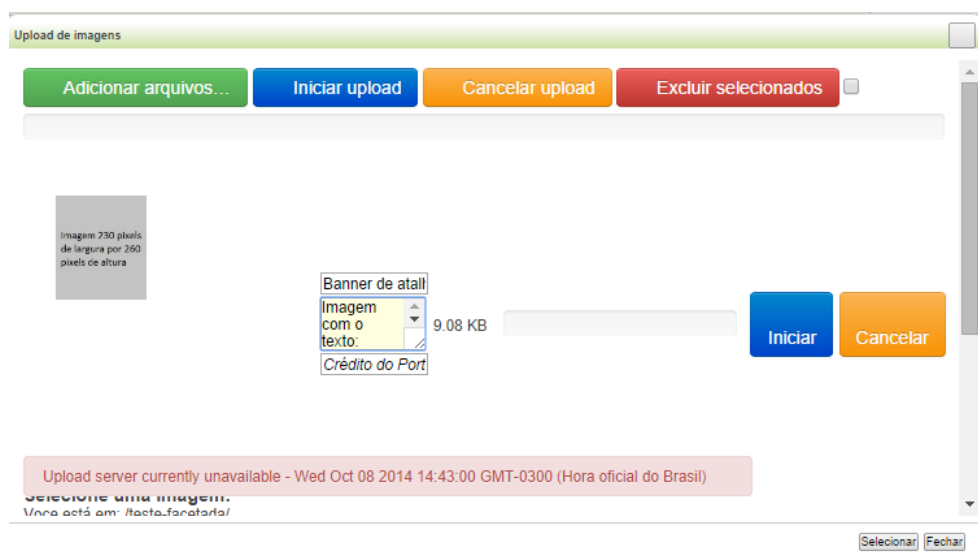 Upload de imagens
Adicionar arquivos...
Iniciar upload
Cancelar upload
Excluir selecionados
Imagem 230 pixels
de largura por 260
pixels de altura
Banner de atalh
Imagem
com o
texto:
9.08 KB
Iniciar
Cancelar
Crédito do Port
Upload server currently unavailable - Wed Oct 08 2014 14:43:00 GMT-0300 (Hora oficial do Brasil)
Selecione uma imagem:
Voce está em: /teste-facetada/
Selecionar
Fechar